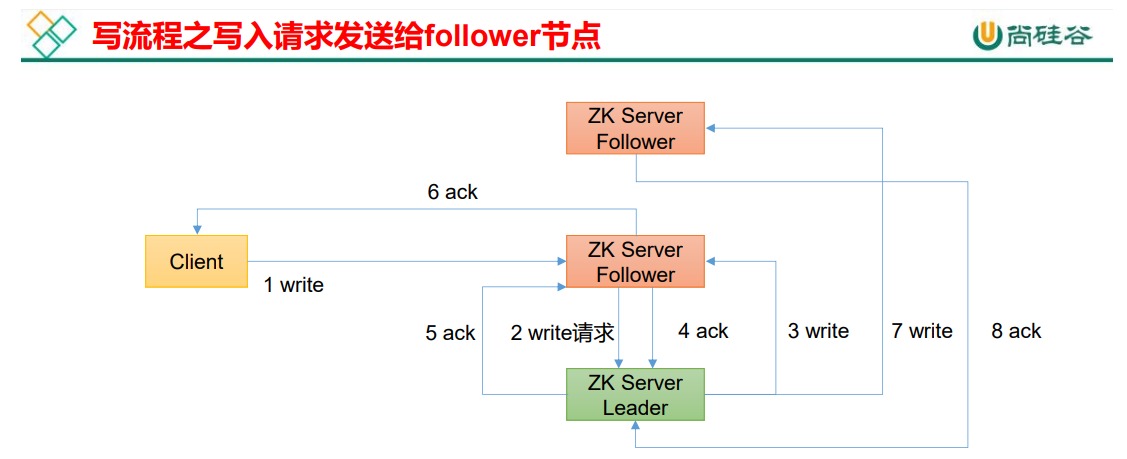 写流程之写入请求发送给follower节点
尚硅谷
ZK Server
Follower
6 ack
Client
ZK Server
Follower
1 write
5 ack
2 write请求
4 ack
3 write
7 write
8 ack
ZK Server
Leader